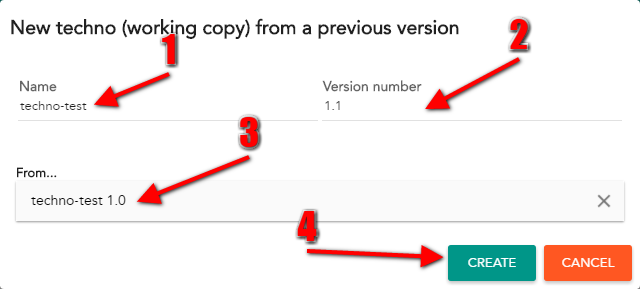 New techno (working copy) from a previous version
1
2
Name
Version number
techno-test
1.1
3
From...
techno-test 1.0
4
CREATE
CANCEL